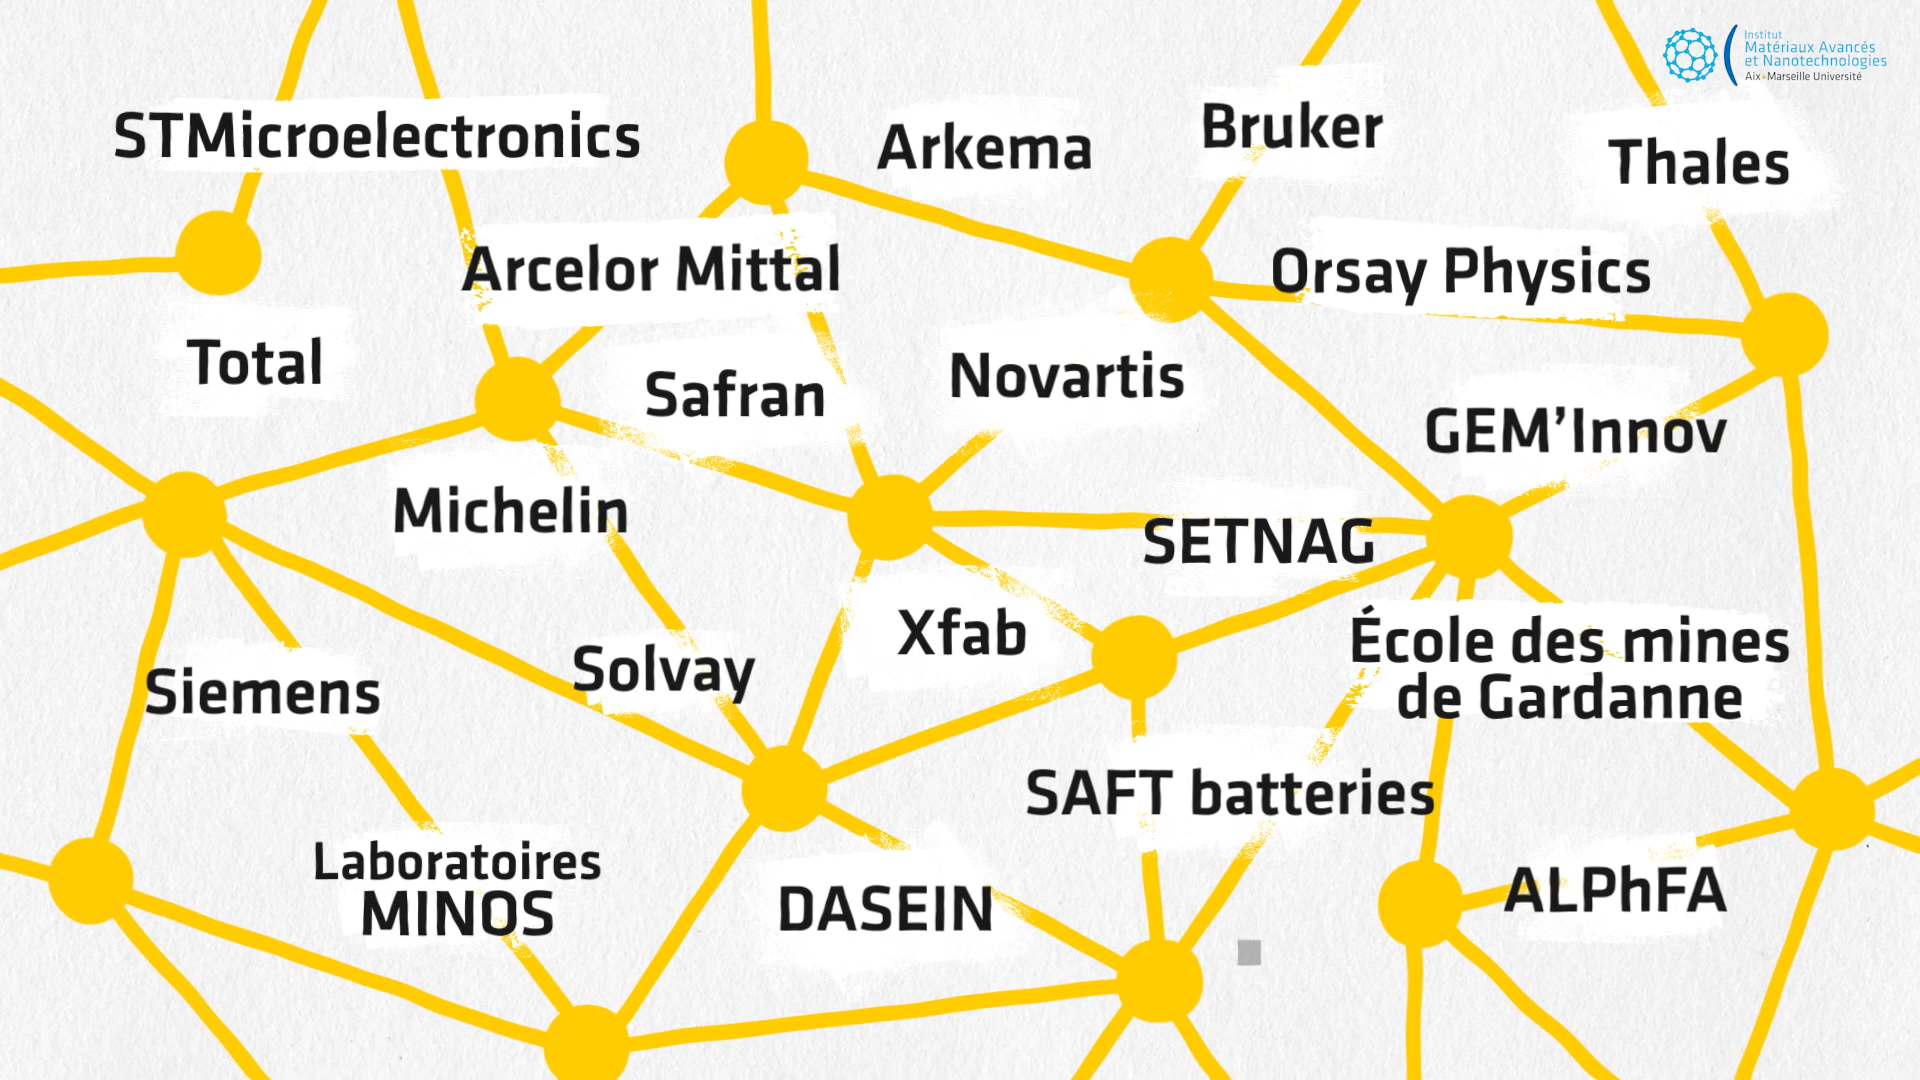 Institut
Matériaux Avancés
et Nanotechnologies
Aix*Marseille Université
STMicroelectronics
Arkema
Bruker
Thales
Arcelor Mittal
Orsay Physics
Total
Safran
Novartis
GEM’Innov
Michelin
SETNAG
Xfab
École des mines
de Gardanne
Siemens
Solvay
SAFT batteries
Laboratoires
MINOS
DASEIN
ALPhFA